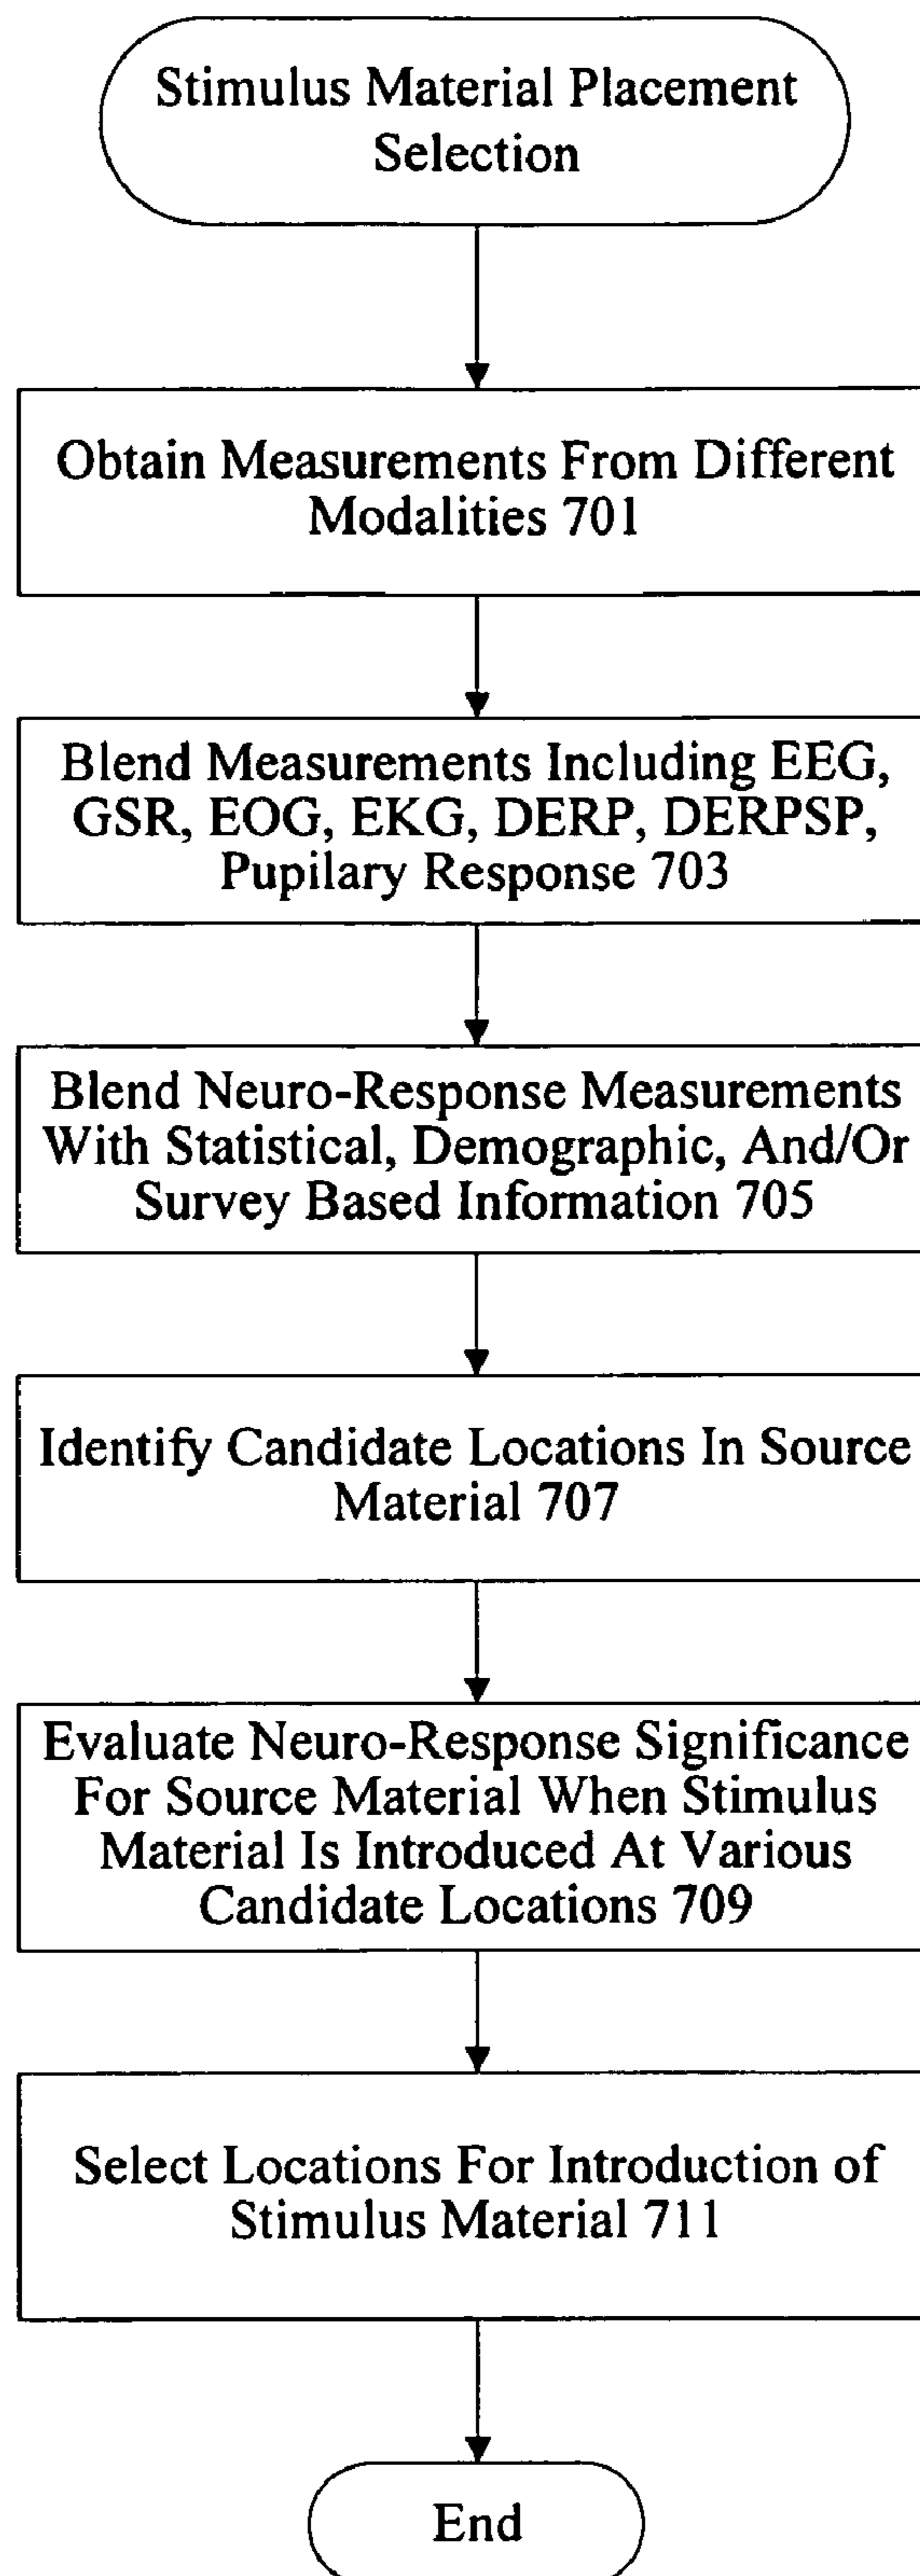 Stimulus Material Placement
Selection
Obtain Measurements From Different
Modalities 701
Blend Measurements Including EEG,
GSR, EOG, EKG, DERP, DERPSP,
Pupilary Response 703
Blend Neuro-Response Measurements
With Statistical, Demographic, And/Or
Survey Based Information 705
Identify Candidate Locations In Source
Material 707
Evaluate Neuro-Response Significance
For Source Material When Stimulus
Material Is Introduced At Various
Candidate Locations 709
Select Locations For Introduction of
Stimulus Material 711
End